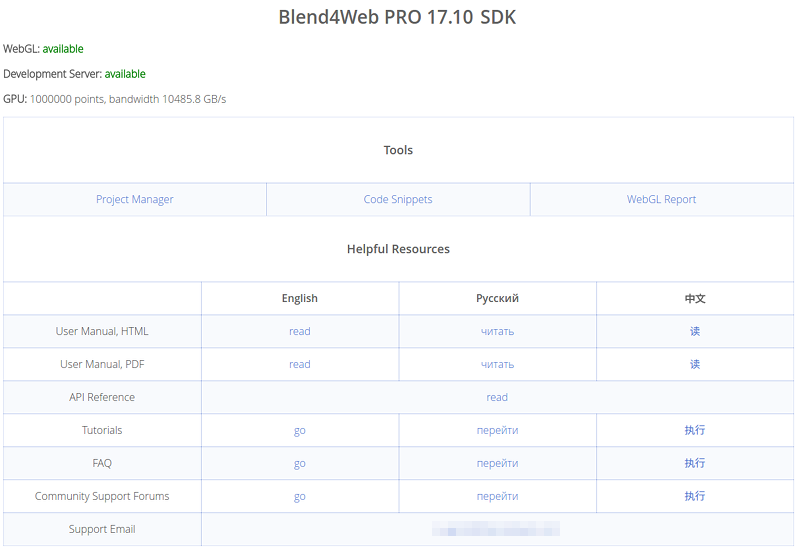 Blend4Web PRO 17.10 SDK
WebGL: available
Development Server: available
GPU: 1000000 points, bandwidth 10485.8 GB/s
Tools
Project Manager Code Snippets WebGL Report
Helpful Resources
English Русский 中文
User Manual, HTML read читать 读
User Manual, PDF read читать 读
API Reference read
Tutorials go перейти 执行
FAQ go перейти 执行
Community Support Forums go перейти 执行
Support Email